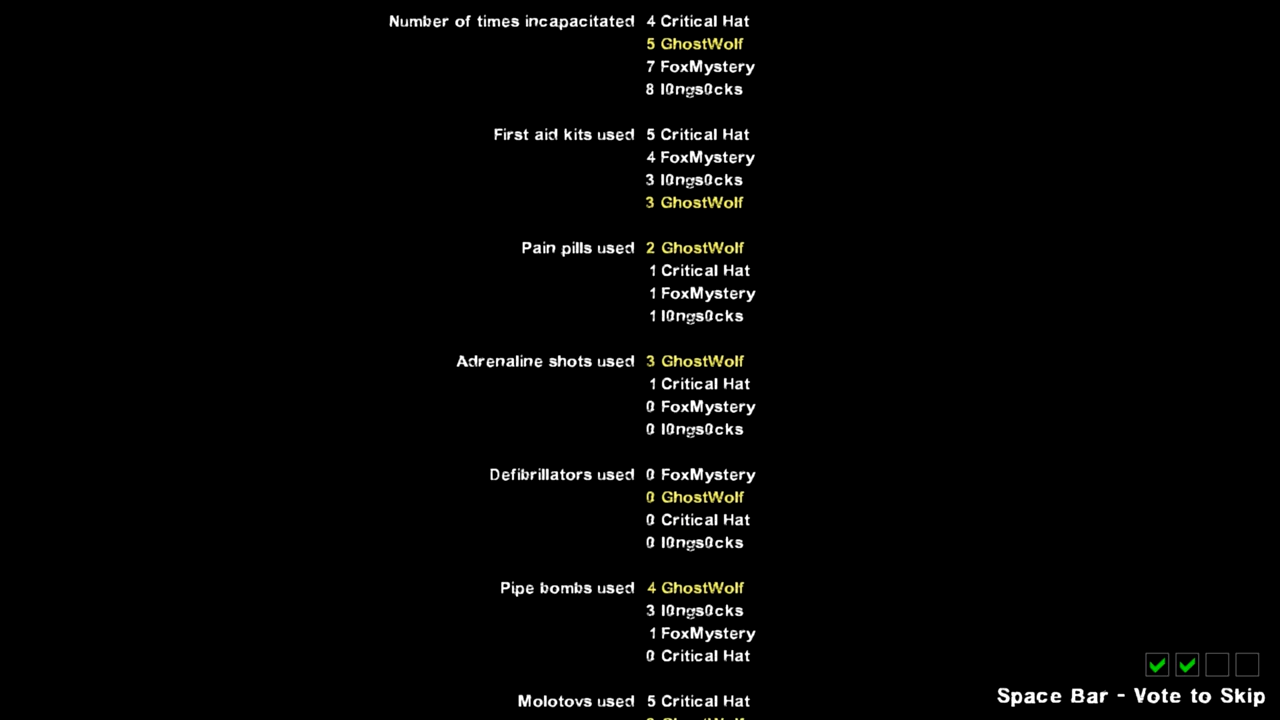 Number of times incapacitated 4 Critical Hat
5 GhostWolf
7 FoxMystery
8 l0ngs0cks
First aid kits used 5 Critical Hat
4 FoxMystery
3 l0ngs0cks
3 GhostWolf
Pain pills used 2 GhostWolf
1 Critical Hat
1 FoxMystery
1 l0ngs0cks
Adrenaline shots used 3 GhostWolf
1 Critical Hat
0 FoxMystery
0 l0ngs0cks
Defibrillators used 0 FoxMystery
0 GhostWolf
0 Critical Hat
0 l0ngs0cks
Pipe bombs used 4 GhostWolf
3 l0ngs0cks
1 FoxMystery
0 Critical Hat
Molotovs used 5 Critical Hat
GhostWolf
Space Bar - Vote to Skip